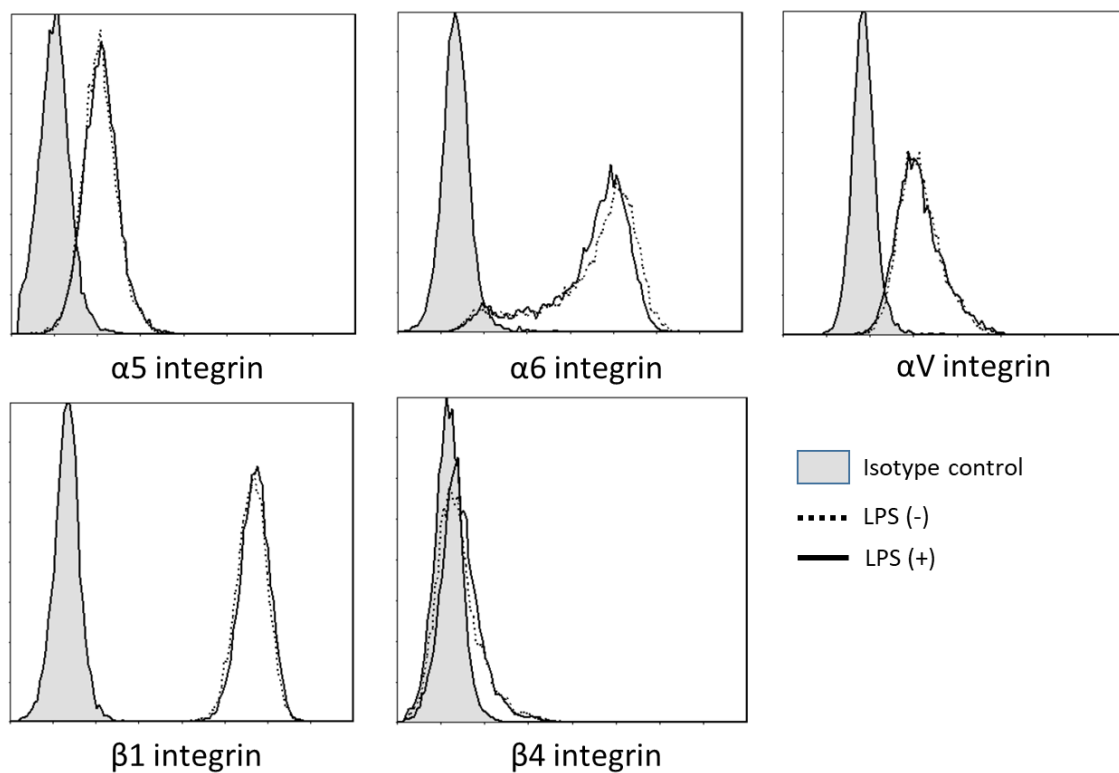 α5 integrin
α6 integrin
αV integrin
β1 integrin
β4 integrin
Isotype control
LPS (-)
LPS (+)